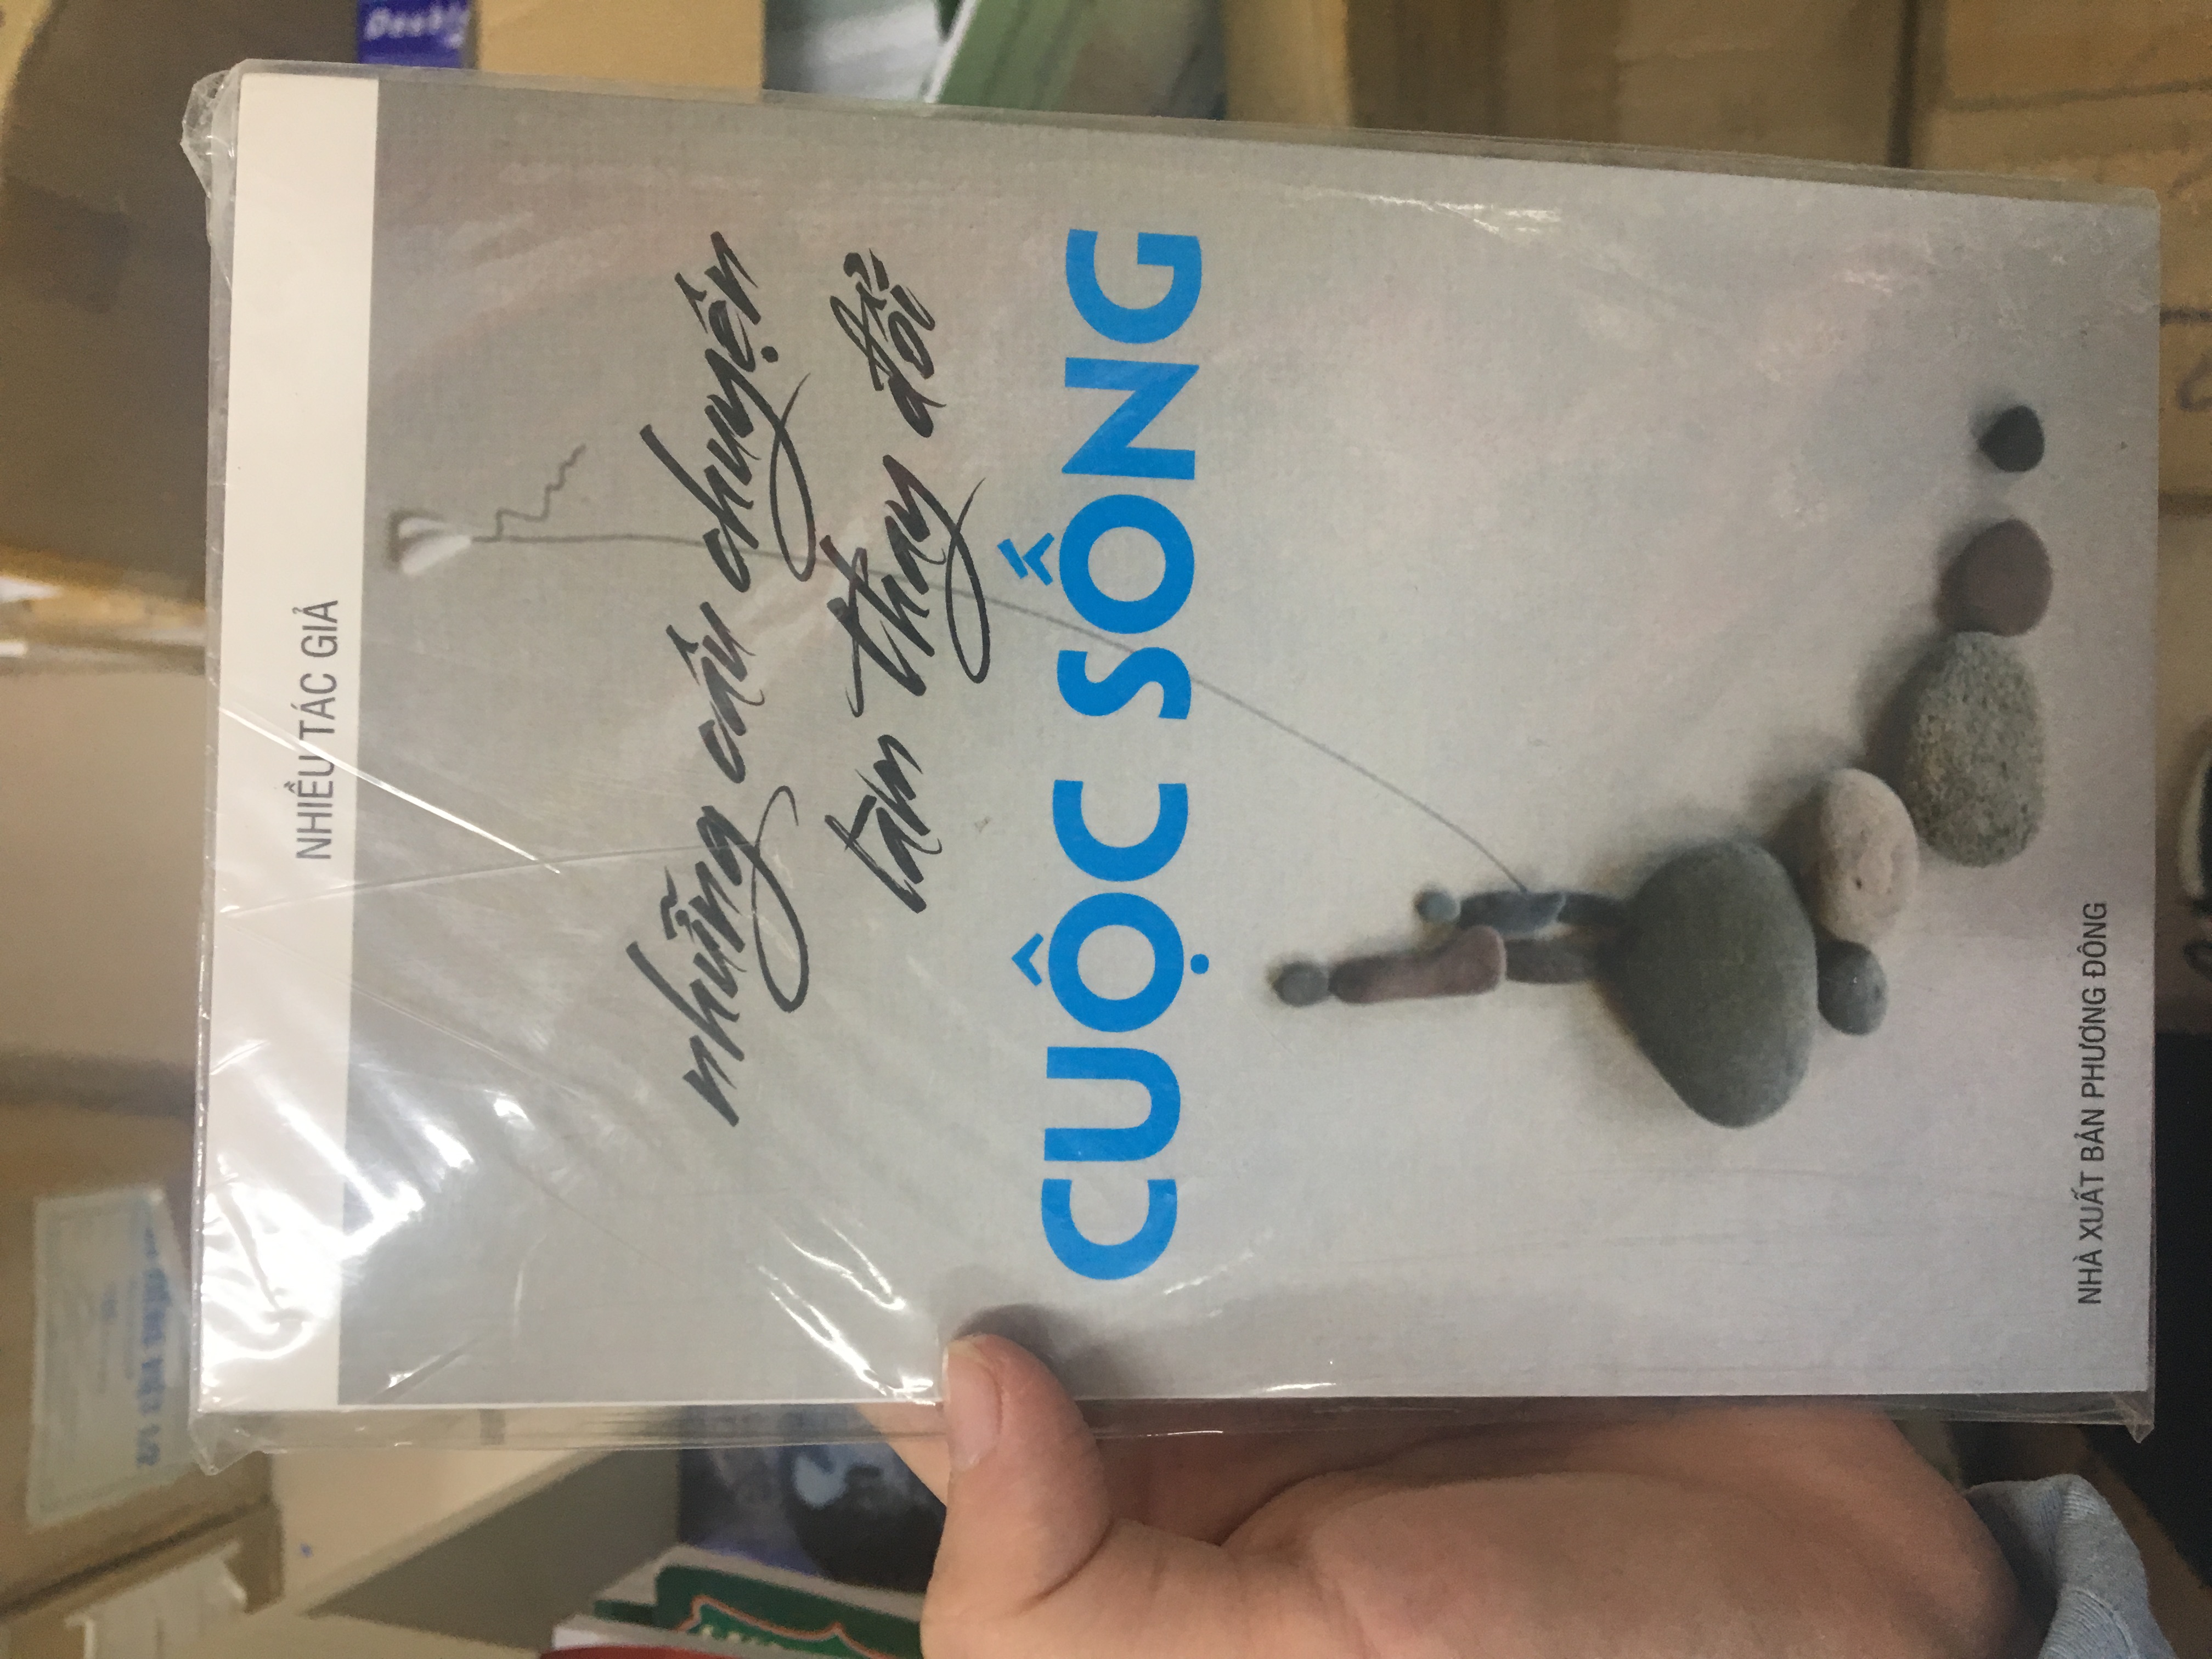 NHIỀU TÁC GIẢ
những câu chuyện
làm thay đổi
CUỘC SỐNG
NHÀ XUẤT BẢN PHƯƠNG ĐÔNG